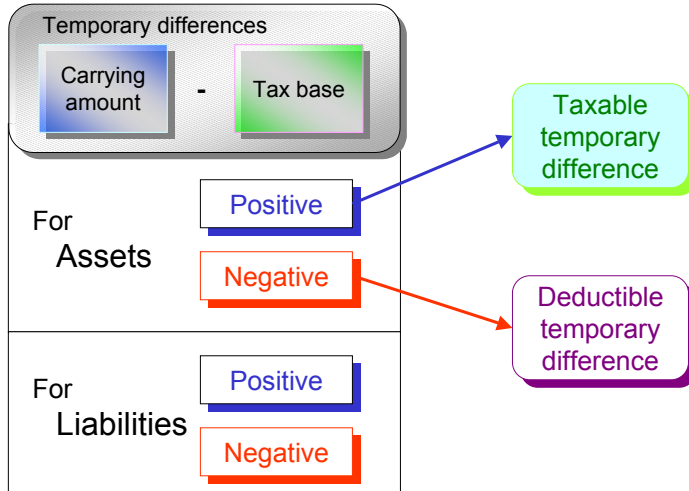 Temporary differences
Carrying
amount
-
Tax base
Taxable
temporary
difference
For
Assets
Positive
Negative
Deductible
temporary
difference
For
Liabilities
Positive
Negative